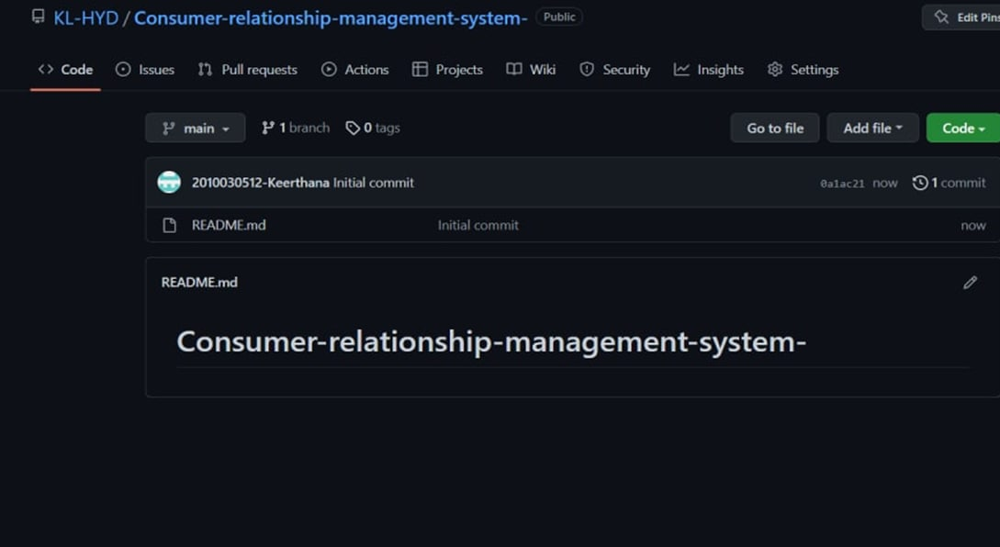 KL-HYD / Consumer-relationship-management-system- Public Edit Pins
Code Issues Pull requests Actions Projects Wiki Security Insights Settings
main 1 branch 0 tags Go to file Add file Code
2010030512-Keerthana Initial commit 0a1ac21 now 1 commit
README.md Initial commit now
README.md
Consumer-relationship-management-system-